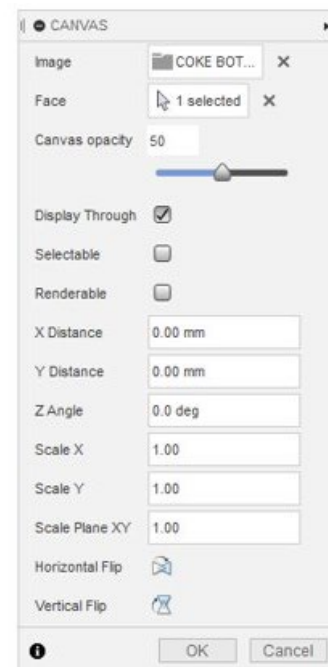 CANVAS
Image COKE BOT...
Face 1 selected
Canvas opacity 50
Display Through
Selectable
Renderable
X Distance 0.00 mm
Y Distance 0.00 mm
Z Angle 0.0 deg
Scale X 1.00
Scale Y 1.00
Scale Plane XY 1.00
Horizontal Flip
Vertical Flip
OK Cancel